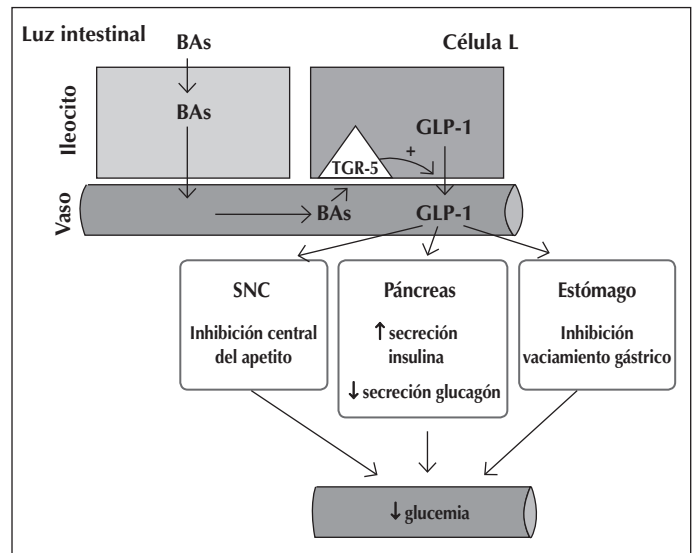 Luz intestinal
BAs
Célula L
Ileocito
BAs
GLP-1
+
TGR-5
Vaso
BAs
GLP-1
SNC
Inhibición central
del apetito
Páncreas
↑ secreción
insulina
↓ secreción glucagón
Estómago
Inhibición
vaciamiento gástrico
↓ glucemia